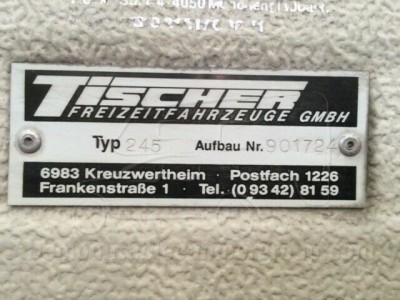 TISCHER
FREIZEITFAHRZEUGE GMBH
Typ 245 Aufbau Nr. 901724
6983 Kreuzwertheim · Postfach 1226
Frankenstraße 1 · Tel. (0 93 42) 81 59